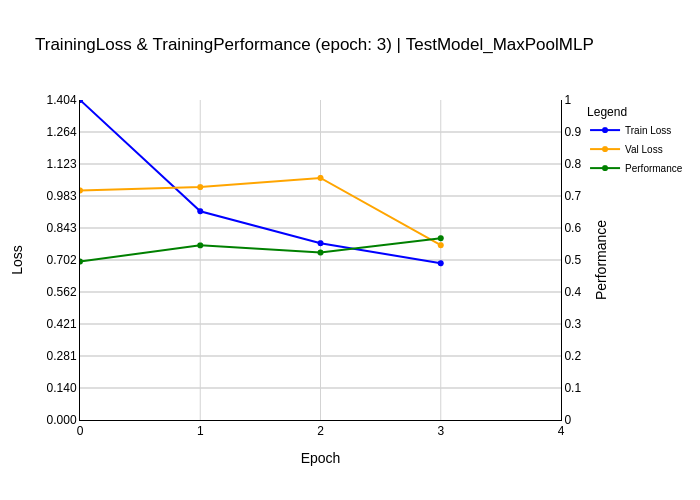 TrainingLoss & TrainingPerformance (epoch: 3) | TestModel_MaxPoolMLP
Legend
Train Loss
Val Loss
Performance
Loss
1.404
1.264
1.123
0.983
0.843
0.702
0.562
0.421
0.281
0.140
0.000
1
0.9
0.8
0.7
0.6
0.5
0.4
0.3
0.2
0.1
0
Performance
0 1 2 3 4
Epoch